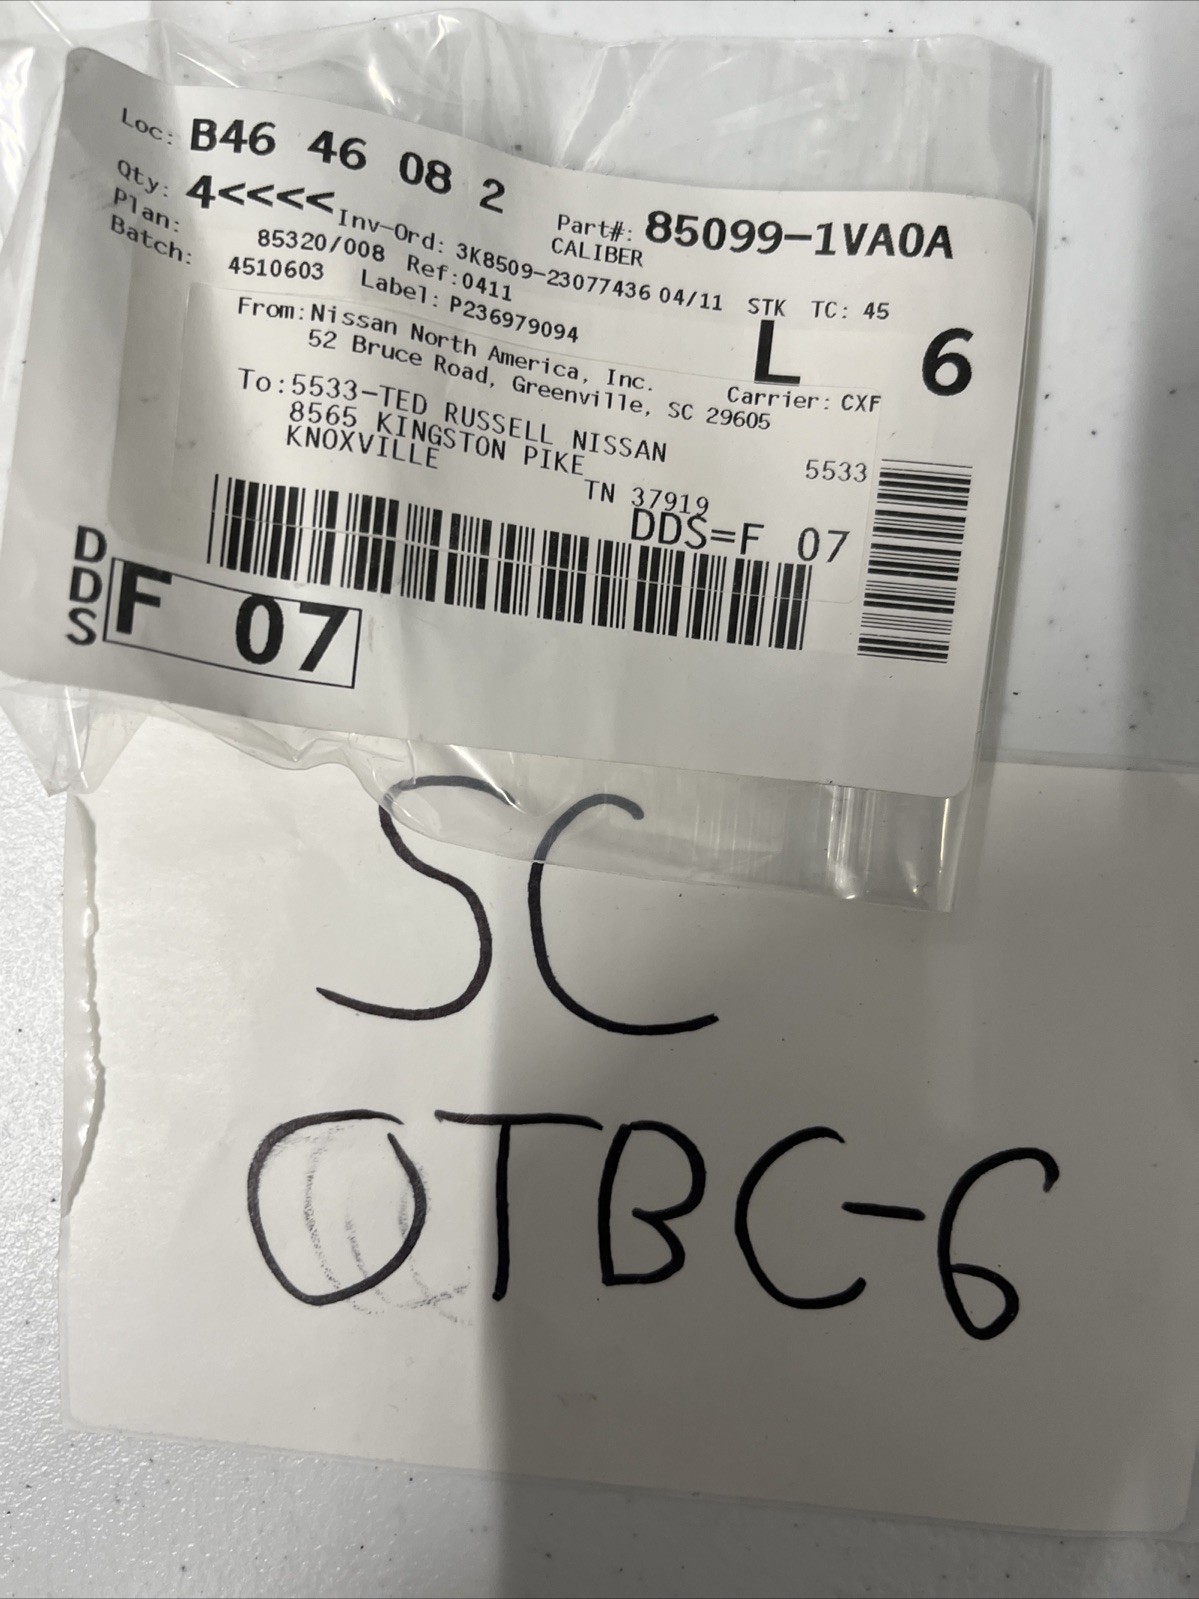 Loc: B46 46 08 2
Qty: 4<<<<
Part#: 85099-1VA0A
CALIBER
Plan: 85320/008
Inv-Ord: 3K8509-23077436 04/11 STK TC: 45
Batch: 4510603
Ref:0411
Label: P236979094
L 6
From:Nissan North America, Inc.
52 Bruce Road, Greenville, SC 29605
Carrier: CXF
To:5533-TED RUSSELL NISSAN
8565 KINGSTON PIKE
KNOXVILLE
TN 37919
5533
DDS=F 07
DDS
F 07
SC
OTBC-6